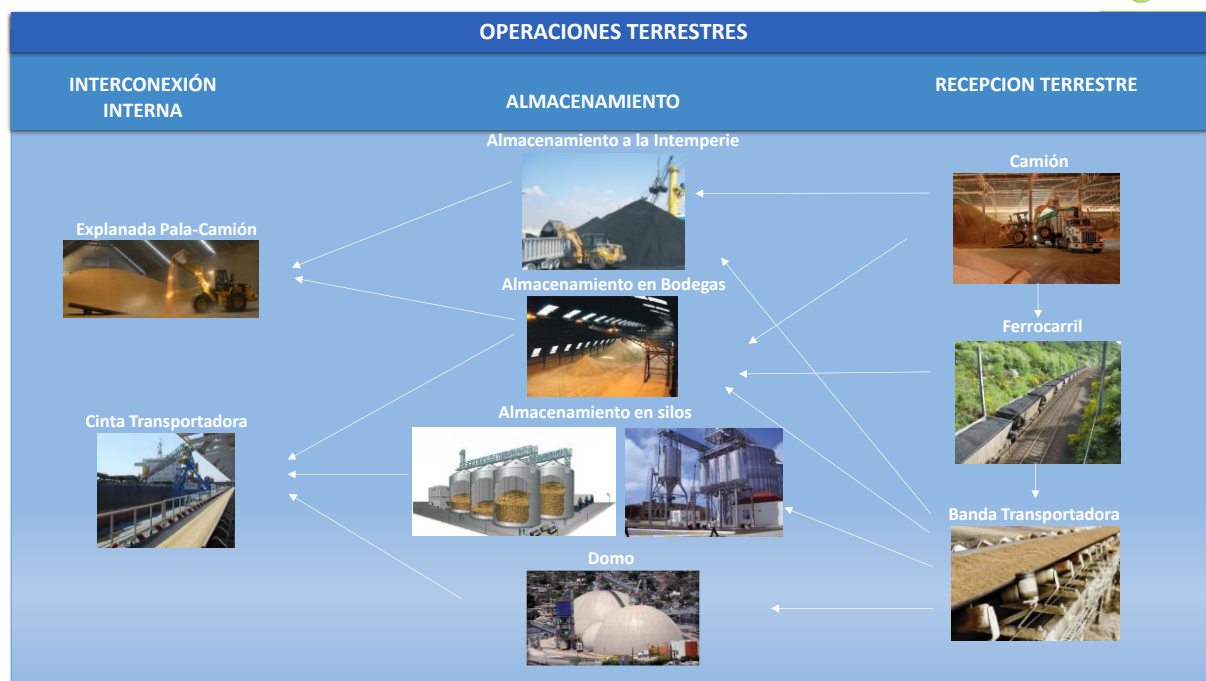 OPERACIONES TERRESTRES
INTERCONEXIÓN
INTERNA
ALMACENAMIENTO
RECEPCION TERRESTRE
Almacenamiento a la Intemperie
Camión
Explanada Pala-Camión
Almacenamiento en Bodegas
Ferrocarril
Almacenamiento en silos
Cinta Transportadora
Banda Transportadora
Domo